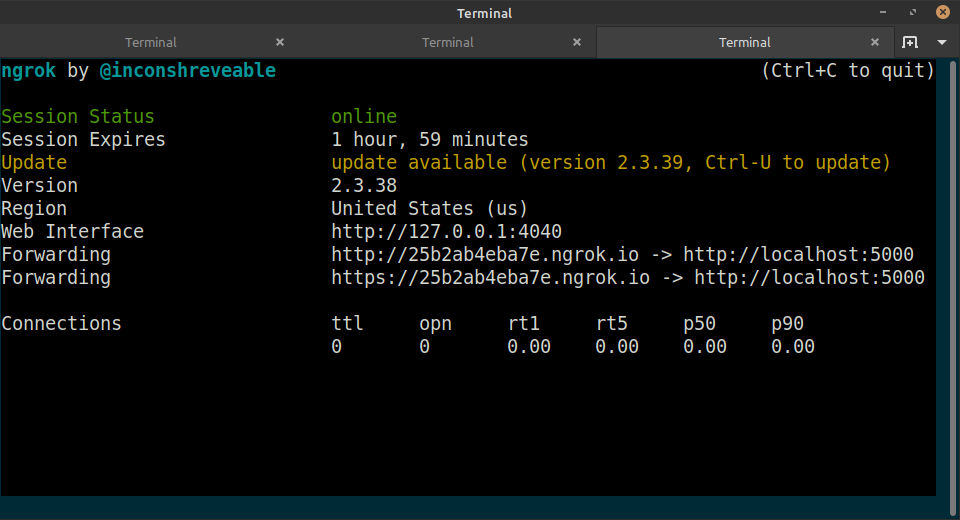 Terminal
Terminal Terminal Terminal
ngrok by @inconshreveable (Ctrl+C to quit)
Session Status online
Session Expires 1 hour, 59 minutes
Update update available (version 2.3.39, Ctrl-U to update)
Version 2.3.38
Region United States (us)
Web Interface http://127.0.0.1:4040
Forwarding http://25b2ab4eba7e.ngrok.io -> http://localhost:5000
Forwarding https://25b2ab4eba7e.ngrok.io -> http://localhost:5000
Connections ttl opn rt1 rt5 p50 p90
0 0 0.00 0.00 0.00 0.00